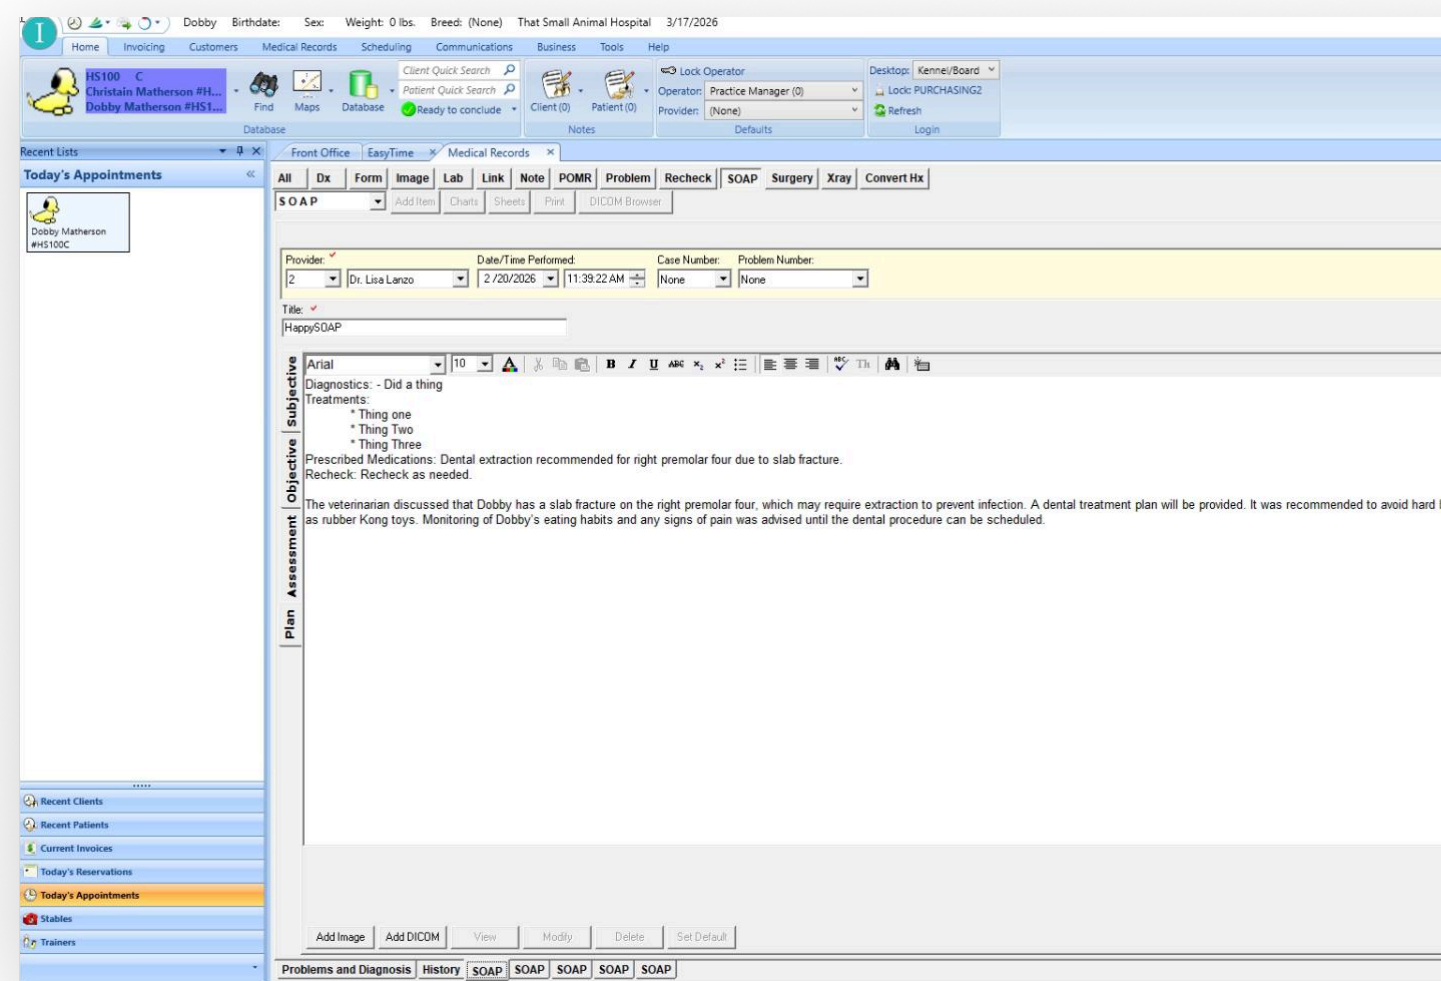 I
Dobby Birthdate: Sex: Weight: 0 lbs. Breed: (None) That Small Animal Hospital 3/17/2026
Home Invoicing Customers Medical Records Scheduling Communications Business Tools Help
HS100 C
Christain Matherson #H...
Dobby Matherson #HS1...
Find Maps Database
Client Quick Search
Patient Quick Search
Ready to conclude
Database
Client (0) Patient (0)
Notes
Lock Operator
Operator: Practice Manager (0)
Provider: (None)
Defaults
Desktop: Kennel/Board
Lock: PURCHASING2
Refresh
Login
Recent Lists
Today's Appointments
Dobby Matherson
#HS100C
Front Office EasyTime Medical Records
All Dx Form Image Lab Link Note POMR Problem Recheck SOAP Surgery Xray Convert Hx
S O A P Add Item Charts Sheets Print DICOM Browser
Provider: Date/Time Performed: Case Number: Problem Number:
2 Dr. Lisa Lanzo 2 /20/2026 11:39:22 AM None None
Title:
HappySOAP
Arial 10 A B I U ABC x₂ x² ABC Th
Subjective
Objective
Assessment
Plan
Diagnostics: - Did a thing
Treatments:
* Thing one
* Thing Two
* Thing Three
Prescribed Medications: Dental extraction recommended for right premolar four due to slab fracture.
Recheck: Recheck as needed.
The veterinarian discussed that Dobby has a slab fracture on the right premolar four, which may require extraction to prevent infection. A dental treatment plan will be provided. It was recommended to avoid hard
as rubber Kong toys. Monitoring of Dobby's eating habits and any signs of pain was advised until the dental procedure can be scheduled.
Recent Clients
Recent Patients
Current Invoices
Today's Reservations
Today's Appointments
Stables
Trainers
Add Image Add DICOM View Modify Delete Set Default
Problems and Diagnosis History SOAP SOAP SOAP SOAP SOAP